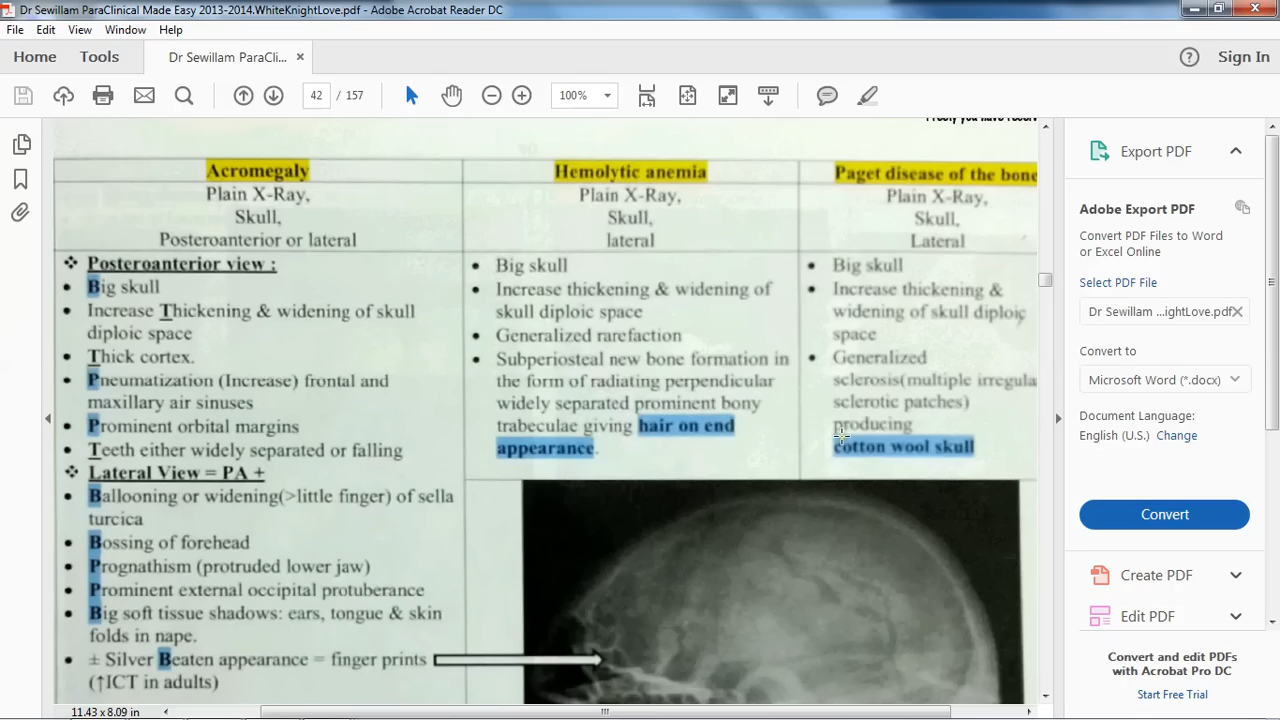 Dr Sewillam ParaClinical Made Easy 2013-2014.WhiteKnightLove.pdf - Adobe Acrobat Reader DC
File Edit View Window Help
Home Tools Dr Sewillam ParaCli... × Sign In
42 / 157 100%
Acromegaly
Plain X-Ray,
Skull,
Posteroanterior or lateral
Posteroanterior view :
Big skull
Increase Thickening & widening of skull
diploic space
Thick cortex.
Pneumatization (Increase) frontal and
maxillary air sinuses
Prominent orbital margins
Teeth either widely separated or falling
Lateral View = PA +
Ballooning or widening(>little finger) of sella
turcica
Bossing of forehead
Prognathism (protruded lower jaw)
Prominent external occipital protuberance
Big soft tissue shadows: ears, tongue & skin
folds in nape.
± Silver Beaten appearance = finger prints
(↑ICT in adults)
Hemolytic anemia
Plain X-Ray,
Skull,
lateral
Big skull
Increase thickening & widening of
skull diploic space
Generalized rarefaction
Subperiosteal new bone formation in
the form of radiating perpendicular
widely separated prominent bony
trabeculae giving hair on end
appearance.
Paget disease of the bone
Plain X-Ray,
Skull,
Lateral
Big skull
Increase thickening &
widening of skull diploic
space
Generalized
sclerosis(multiple irregula
sclerotic patches)
producing
cotton wool skull
11.43 x 8.09 in
Export PDF
Adobe Export PDF
Convert PDF Files to Word
or Excel Online
Select PDF File
Dr Sewillam ...ightLove.pdf
Convert to
Microsoft Word (*.docx)
Document Language:
English (U.S.) Change
Convert
Create PDF
Edit PDF
Convert and edit PDFs
with Acrobat Pro DC
Start Free Trial